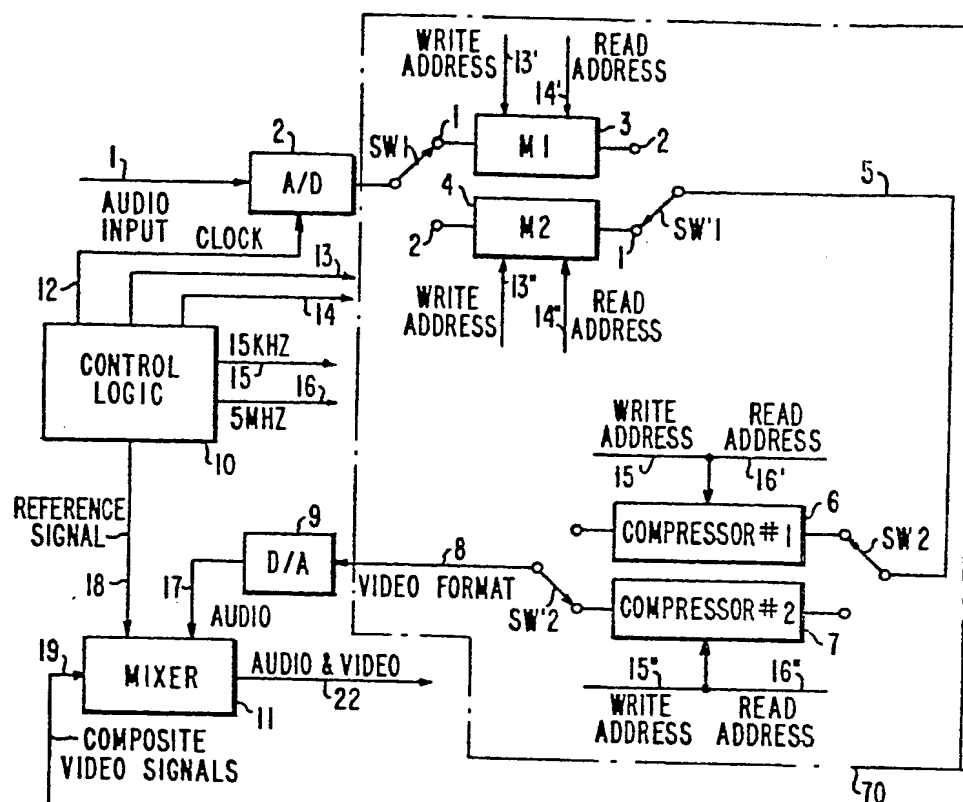 WRITE
ADDRESS
13'
READ
ADDRESS
14'
1
AUDIO
INPUT
2
A/D
SW1
1
M1
3
2
4
M2
2
1
SW'1
5
CLOCK
12
13
14
WRITE
ADDRESS
13"
14"
READ
ADDRESS
CONTROL
LOGIC
10
15KHZ
15
16
5MHZ
WRITE
ADDRESS
15
READ
ADDRESS
16'
6
COMPRESSOR #1
SW2
REFERENCE
SIGNAL
18
9
D/A
17
AUDIO
8
VIDEO FORMAT
SW'2
COMPRESSOR #2
7
15"
WRITE
ADDRESS
16"
READ
ADDRESS
19
MIXER
11
AUDIO & VIDEO
22
COMPOSITE
VIDEO SIGNALS
70